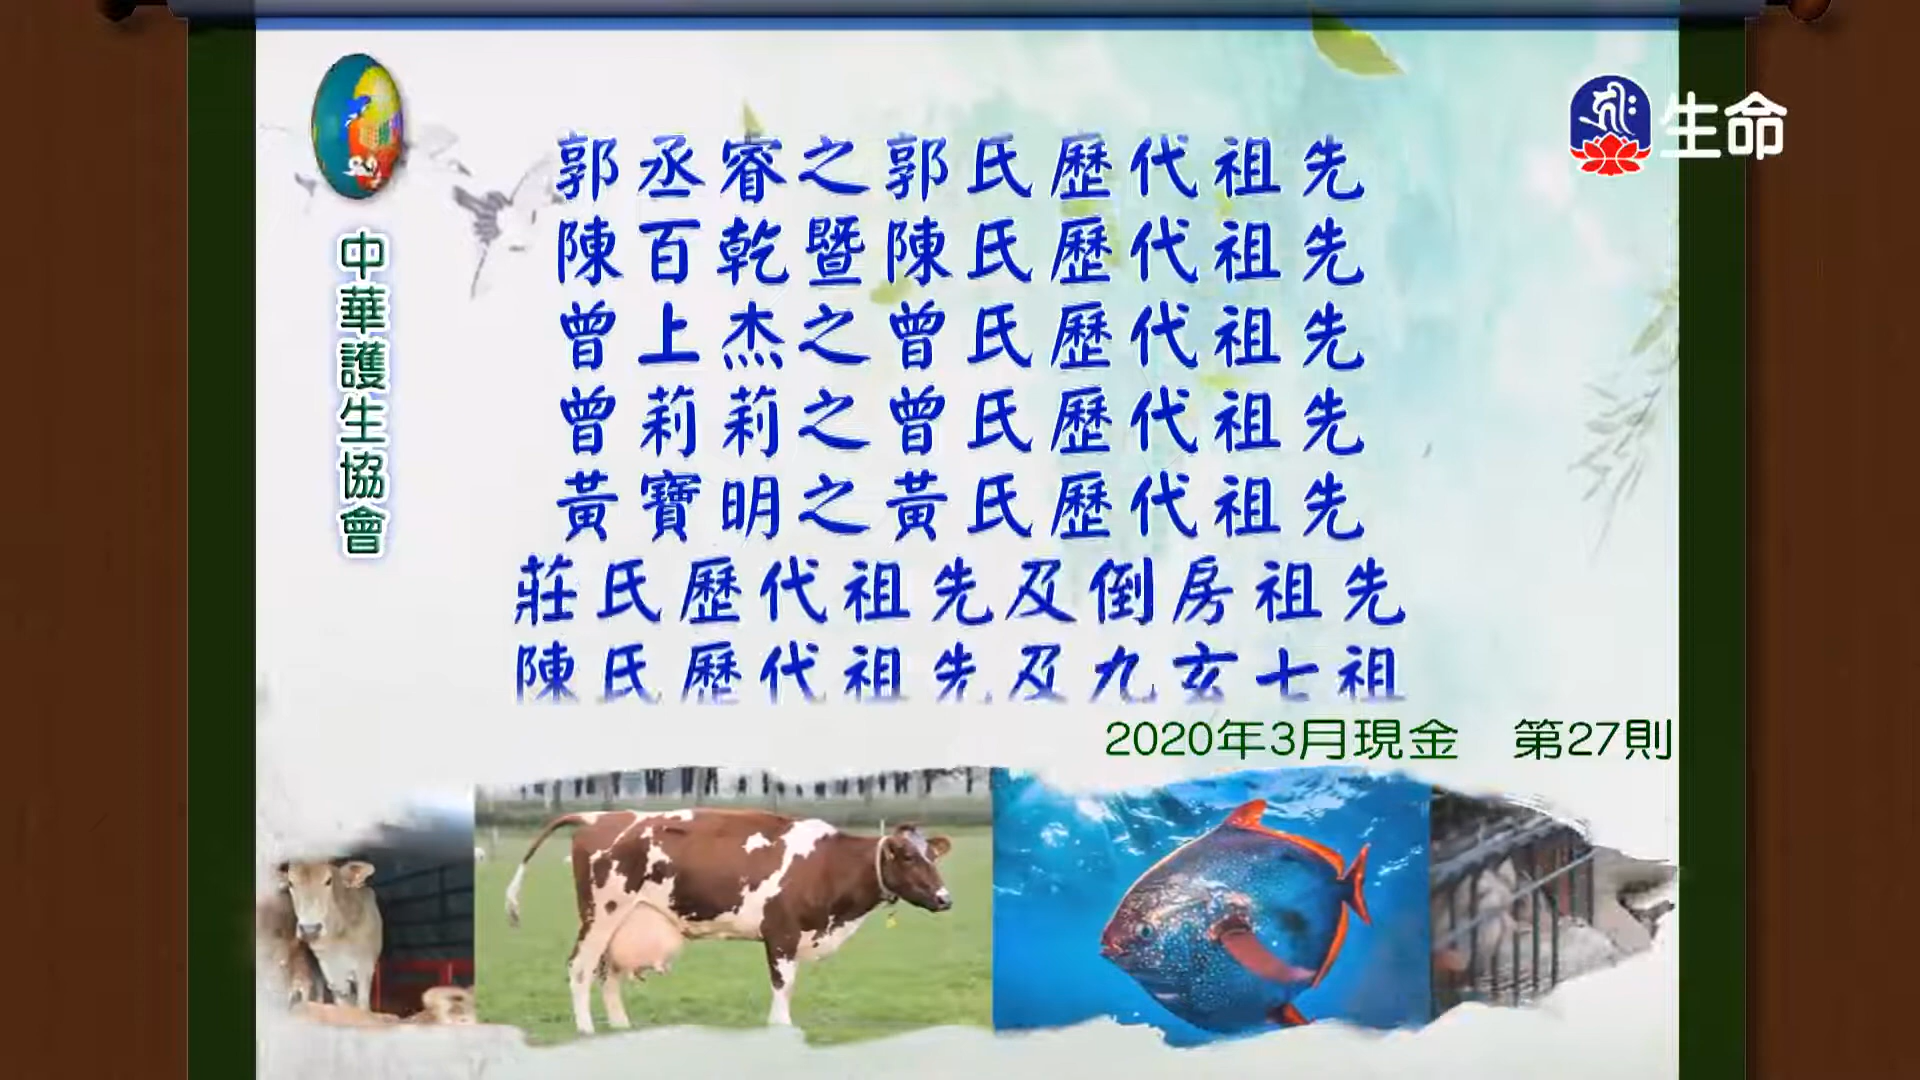 生命
中華護生協會
郭丞睿之郭氏歷代祖先
陳百乾暨陳氏歷代祖先
曾上杰之曾氏歷代祖先
曾莉莉之曾氏歷代祖先
黃寶明之黃氏歷代祖先
莊氏歷代祖先及倒房祖先
陳氏歷代祖先及九玄七祖
2020年3月現金　第27則